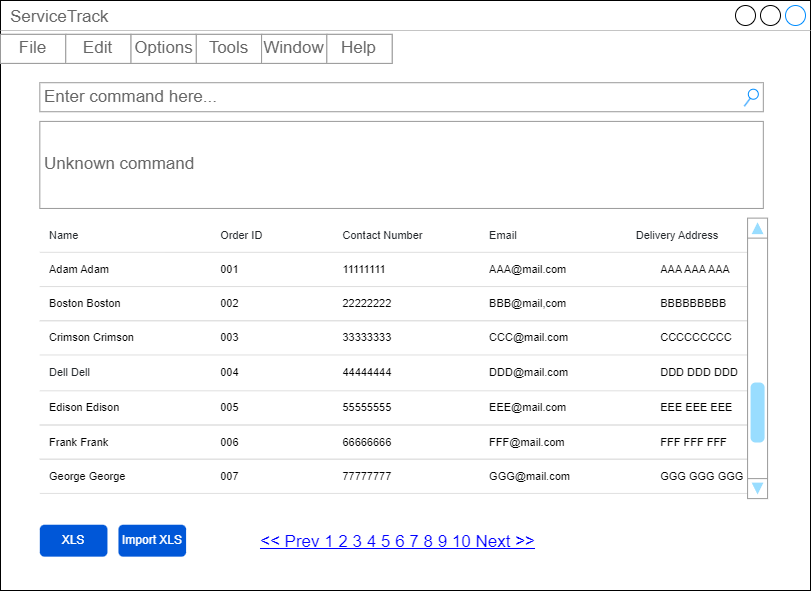 ServiceTrack
File Edit Options Tools Window Help
Enter command here...
Unknown command
Name Order ID Contact Number Email Delivery Address
Adam Adam 001 11111111 AAA@mail.com AAA AAA AAA
Boston Boston 002 22222222 BBB@mail,com BBBBBBBBB
Crimson Crimson 003 33333333 CCC@mail.com CCCCCCCCC
Dell Dell 004 44444444 DDD@mail.com DDD DDD DDD
Edison Edison 005 55555555 EEE@mail.com EEE EEE EEE
Frank Frank 006 66666666 FFF@mail.com FFF FFF FFF
George George 007 77777777 GGG@mail.com GGG GGG GGG
XLS Import XLS << Prev 1 2 3 4 5 6 7 8 9 10 Next >>